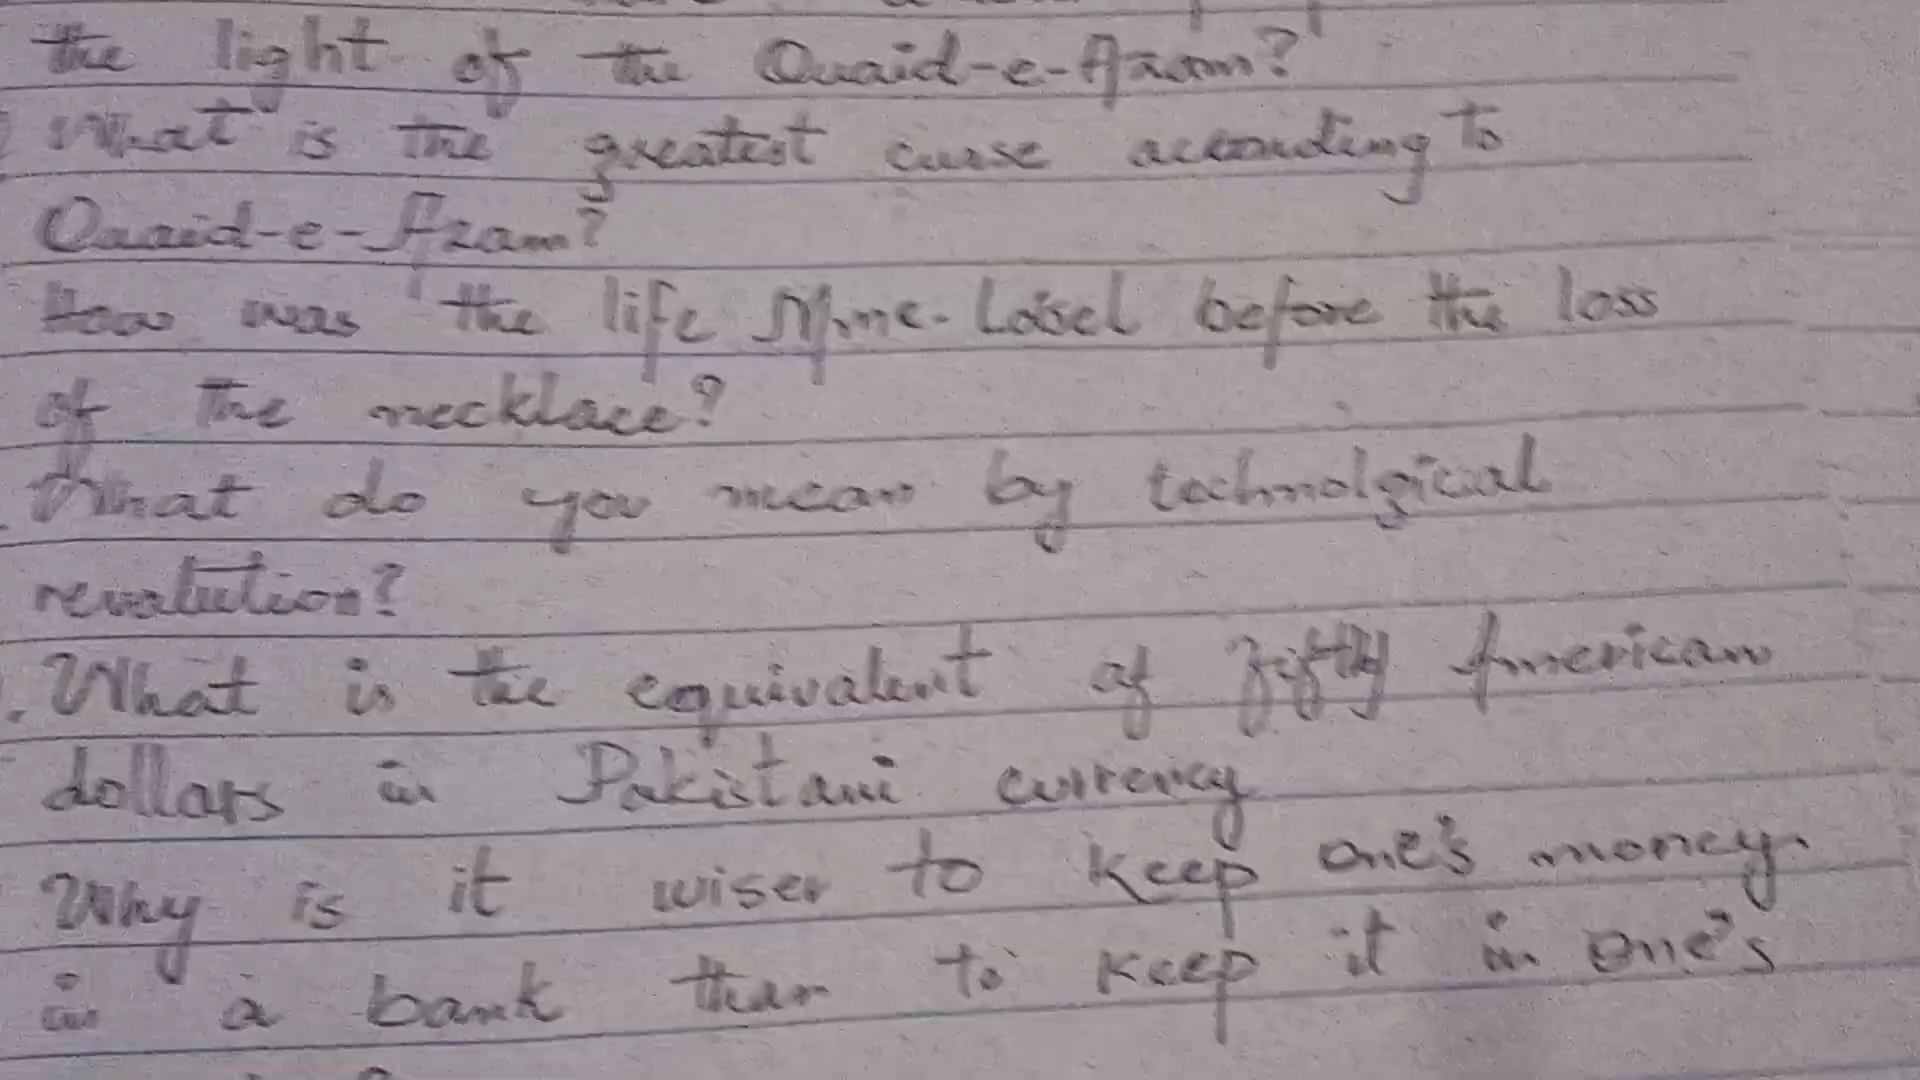 the light of the Quaid-e-Azam?
What is the greatest curse according to
Quaid-e-Azam?
How was the life Mme. Loisel before the loss
of the necklace?
What do you mean by technolgical
revolution?
What is the equivalent of fifty American
dollars in Pakistani currency
Why is it wiser to keep one's money.
in a bank than to keep it in one's